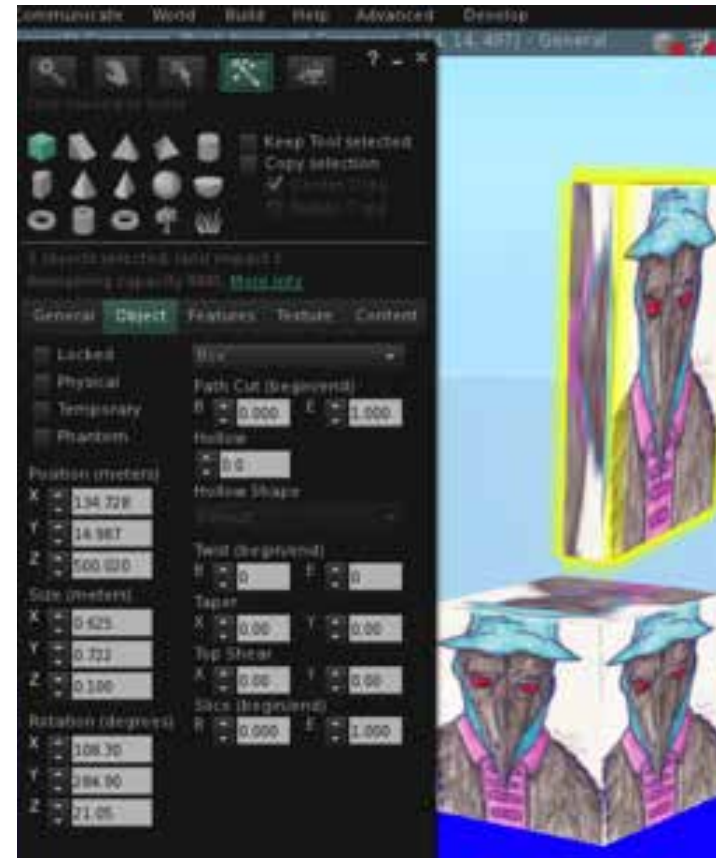 Communicate World Build Help Advanced Develop
14, 497) - General
? - ×
Keep Tool selected
Copy selection
More info
General Object Features Texture Content
Locked
Physical
Temporary
Phantom
Position (meters)
X 134.728
Y 14.987
Z 500.020
Size (meters)
X 0.625
Y 0.722
Z 0.100
Rotation (degrees)
X 108.30
Y 284.90
Z 21.05
Box
Path Cut (begin/end)
B 0.000 E 1.000
Hollow
0.0
Hollow Shape
Twist (begin/end)
B 0 E 0
Taper
X 0.00 Y 0.00
Top Shear
X 0.00 Y 0.00
Slice (begin/end)
B 0.000 E 1.000